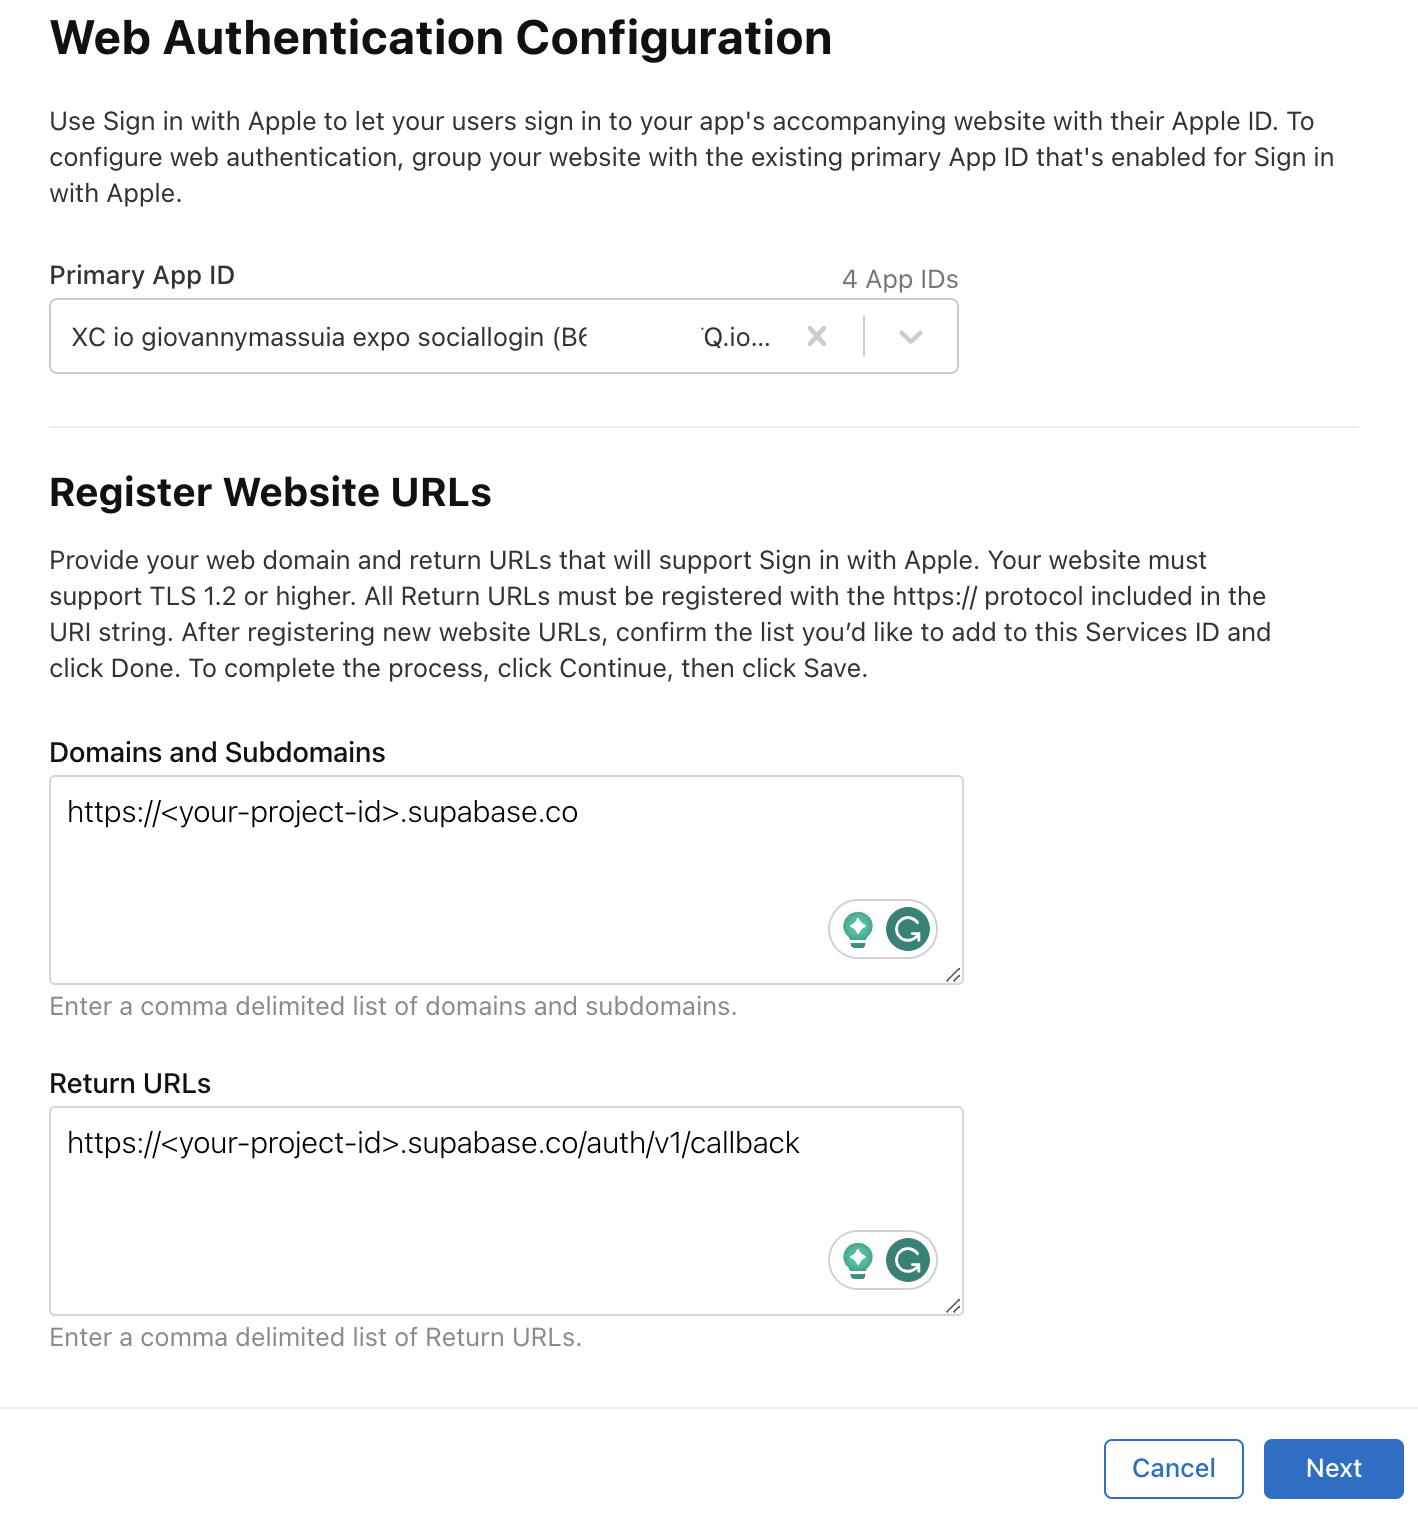 Web Authentication Configuration
Use Sign in with Apple to let your users sign in to your app's accompanying website with their Apple ID. To
configure web authentication, group your website with the existing primary App ID that's enabled for Sign in
with Apple.
Primary App ID
4 App IDs
XC io giovannymassuia expo sociallogin (B6 Q.io...
Register Website URLs
Provide your web domain and return URLs that will support Sign in with Apple. Your website must
support TLS 1.2 or higher. All Return URLs must be registered with the https:// protocol included in the
URI string. After registering new website URLs, confirm the list you’d like to add to this Services ID and
click Done. To complete the process, click Continue, then click Save.
Domains and Subdomains
https://<your-project-id>.supabase.co
Enter a comma delimited list of domains and subdomains.
Return URLs
https://<your-project-id>.supabase.co/auth/v1/callback
Enter a comma delimited list of Return URLs.
Cancel
Next